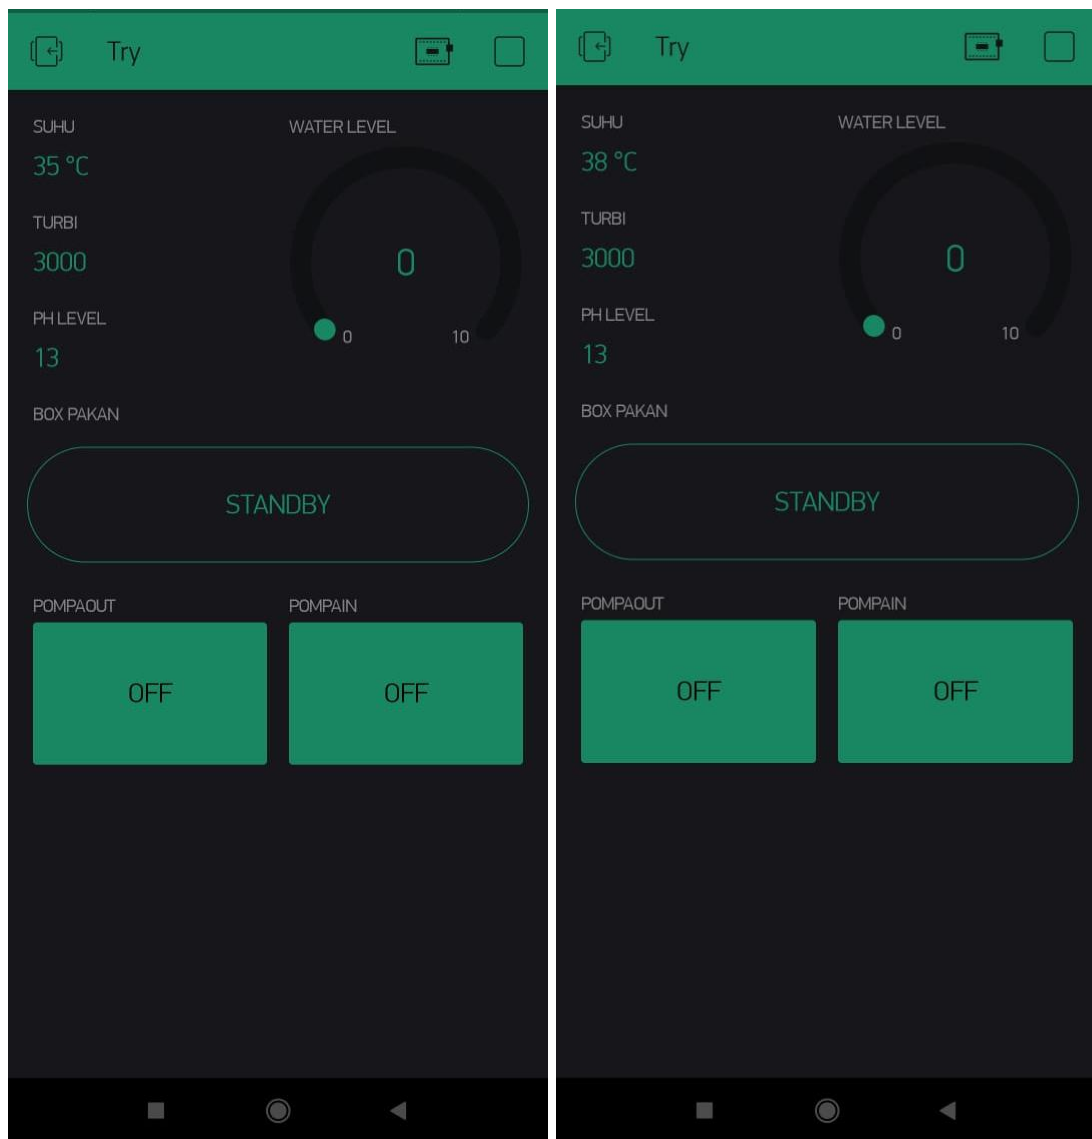 Try
SUHU
35 °C
WATER LEVEL
TURBI
3000
0
PH LEVEL
13
0
10
BOX PAKAN
STANDBY
POMPAOUT
POMPAIN
OFF
OFF
Try
SUHU
38 °C
WATER LEVEL
TURBI
3000
0
PH LEVEL
13
0
10
BOX PAKAN
STANDBY
POMPAOUT
POMPAIN
OFF
OFF